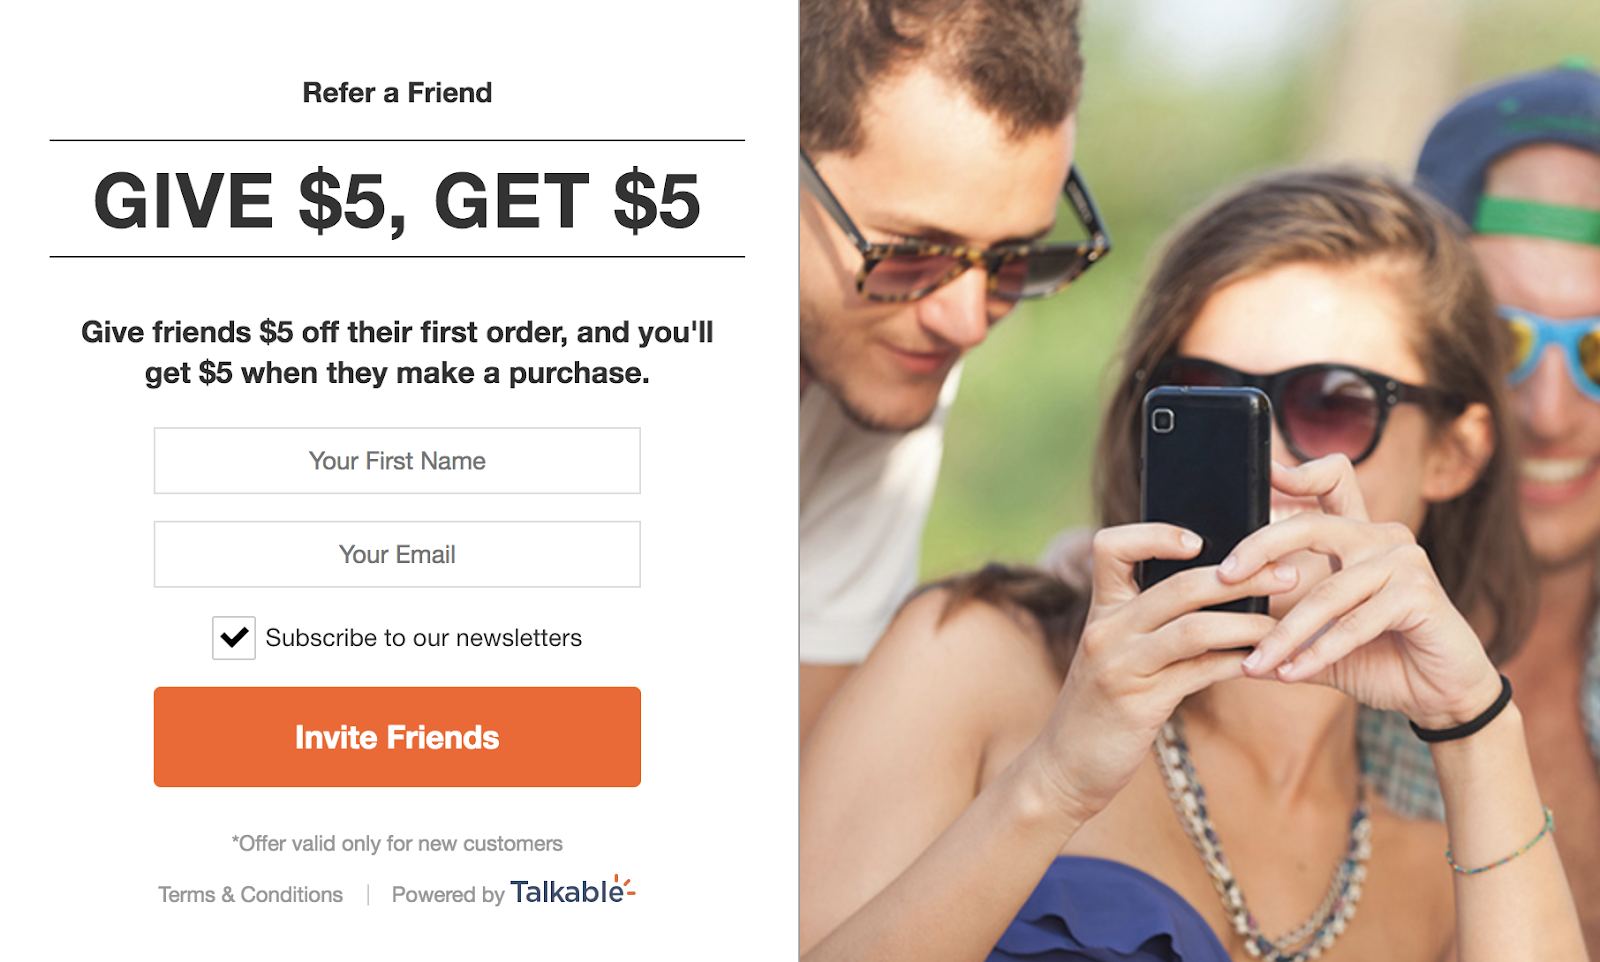 Refer a Friend
GIVE $5, GET $5
Give friends $5 off their first order, and you'll
get $5 when they make a purchase.
Your First Name
Your Email
Subscribe to our newsletters
Invite Friends
*Offer valid only for new customers
Terms & Conditions | Powered by Talkable